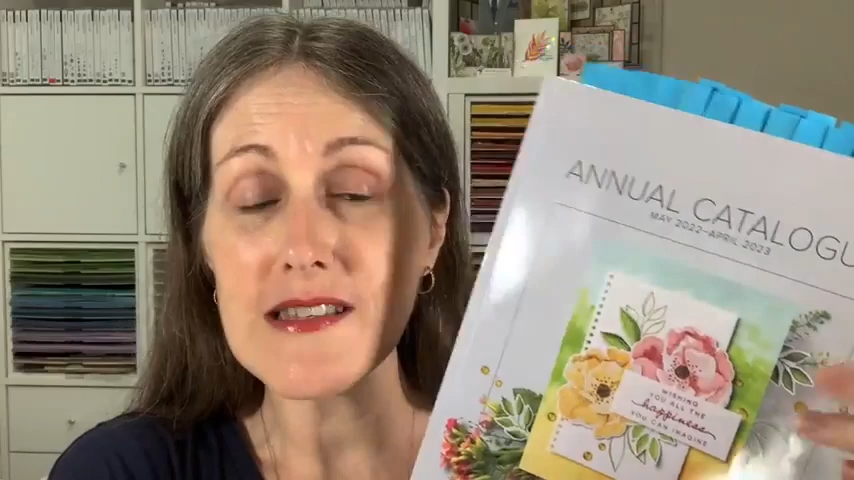 ANNUAL CATALOGU
MAY 2022–APRIL 2023
WISHING
YOU ALL THE
happiness
YOU CAN IMAGINE